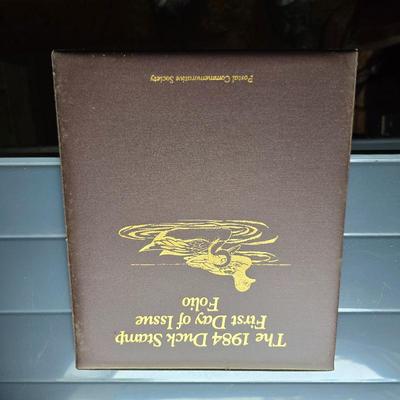 The 1984 Duck Stamp
First Day of Issue
Folio
Postal Commemorative Society